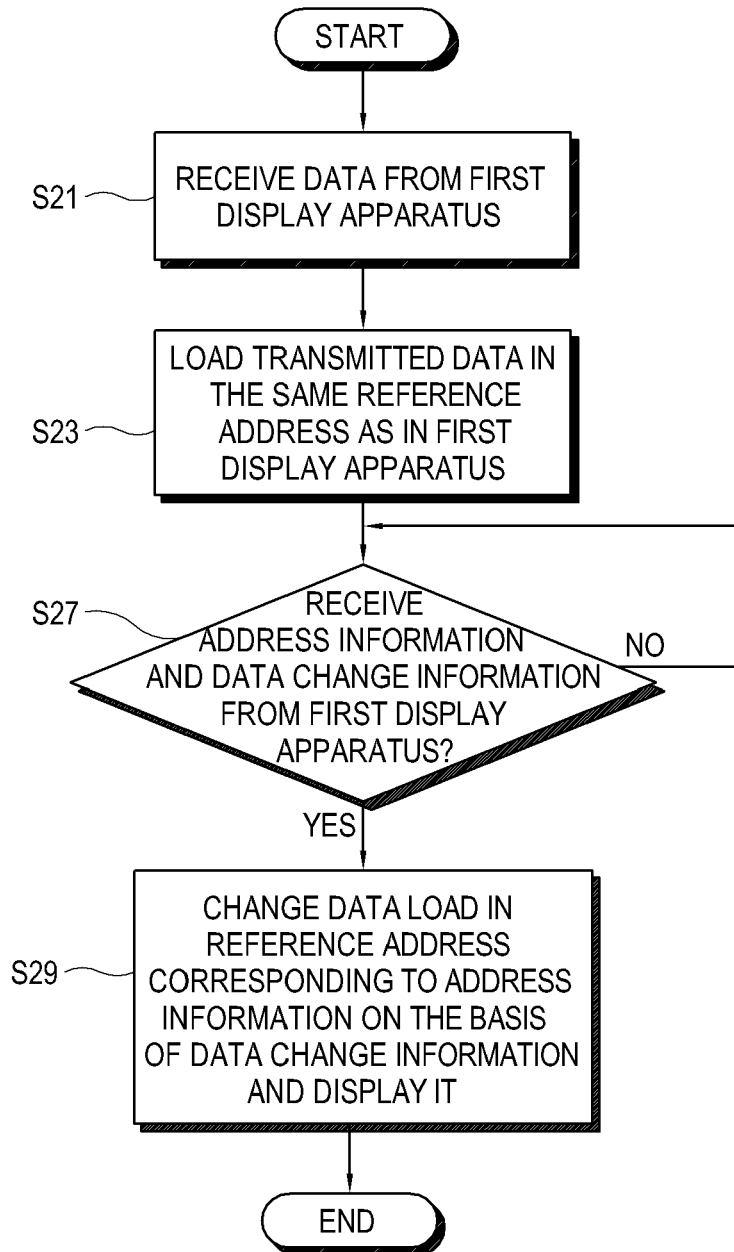 START
S21
RECEIVE DATA FROM FIRST
DISPLAY APPARATUS
S23
LOAD TRANSMITTED DATA IN
THE SAME REFERENCE
ADDRESS AS IN FIRST
DISPLAY APPARATUS
S27
RECEIVE
ADDRESS INFORMATION
AND DATA CHANGE INFORMATION
FROM FIRST DISPLAY
APPARATUS?
NO
YES
S29
CHANGE DATA LOAD IN
REFERENCE ADDRESS
CORRESPONDING TO ADDRESS
INFORMATION ON THE BASIS
OF DATA CHANGE INFORMATION
AND DISPLAY IT
END